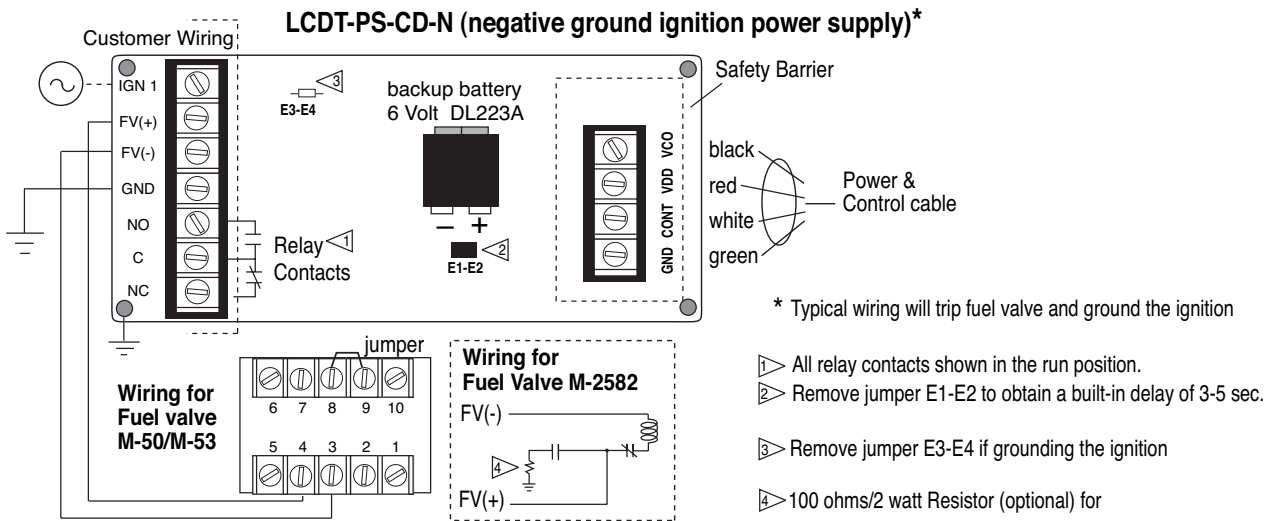 LCDT-PS-CD-N (negative ground ignition power supply)*
Customer Wiring
IGN 1
FV(+)
FV(-)
GND
NO
C
NC
3
E3-E4
backup battery
6 Volt DL223A
− +
2
E1-E2
Relay 1
Contacts
Safety Barrier
GND CONT VDD VCO
black
red
white
green
Power &
Control cable
* Typical wiring will trip fuel valve and ground the ignition
1 All relay contacts shown in the run position.
2 Remove jumper E1-E2 to obtain a built-in delay of 3-5 sec.
3 Remove jumper E3-E4 if grounding the ignition
4 100 ohms/2 watt Resistor (optional) for
Wiring for
Fuel valve
M-50/M-53
jumper
6 7 8 9 10
5 4 3 2 1
Wiring for
Fuel Valve M-2582
FV(-)
4
FV(+)